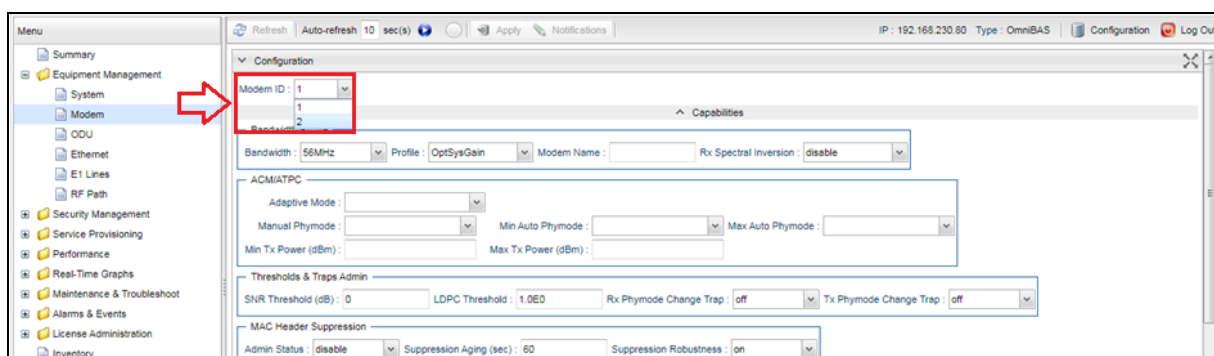 Menu
Refresh Auto-refresh 10 sec(s) Apply Notifications IP : 192.168.230.80 Type : OmniBAS Configuration Log Ou
Summary
Equipment Management
System
Modem
ODU
Ethernet
E1 Lines
RF Path
Security Management
Service Provisioning
Performance
Real-Time Graphs
Maintenance & Troubleshoot
Alarms & Events
License Administration
Inventory
Configuration
Modem ID : 1
1
2
Capabilities
Bandwidth : 56MHz Profile : OptSysGain Modem Name : Rx Spectral Inversion : disable
ACM/ATPC
Adaptive Mode :
Manual Phymode : Min Auto Phymode : Max Auto Phymode :
Min Tx Power (dBm) : Max Tx Power (dBm) :
Thresholds & Traps Admin
SNR Threshold (dB) : 0 LDPC Threshold : 1.0E0 Rx Phymode Change Trap : off Tx Phymode Change Trap : off
MAC Header Suppression
Admin Status : disable Suppression Aging (sec) : 60 Suppression Robustness : on